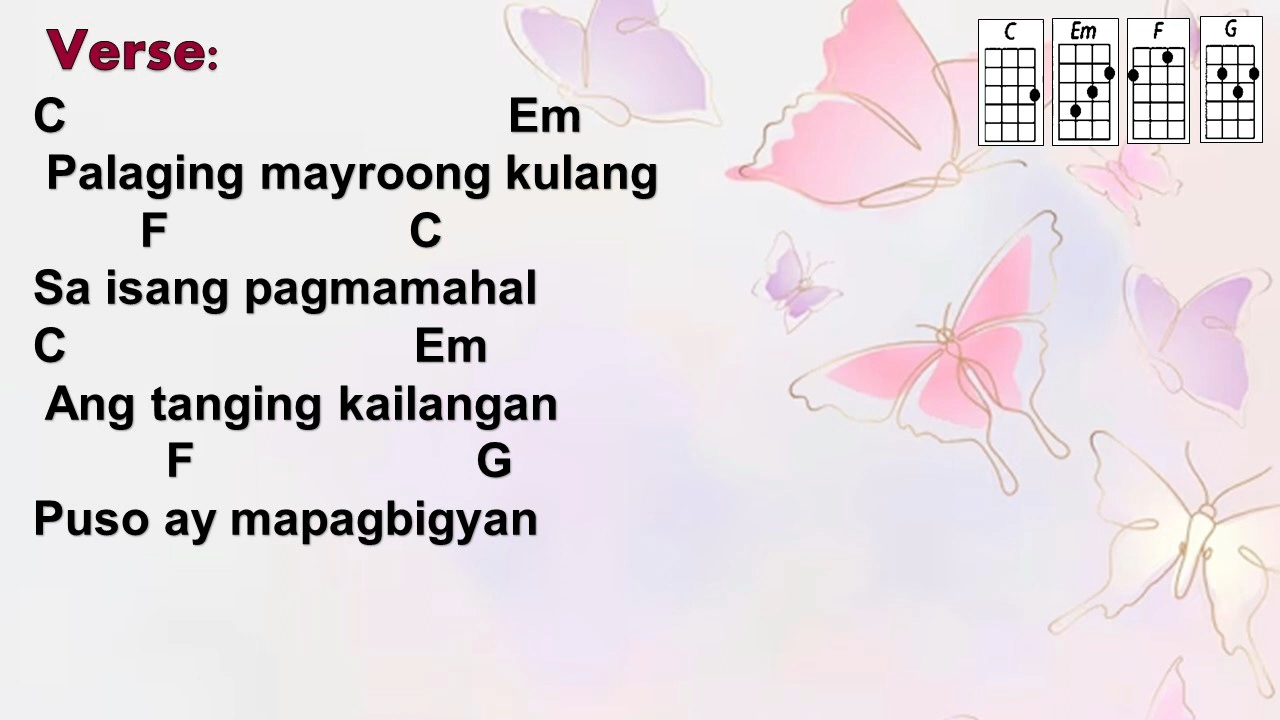 Verse:
C Em F G
C Em
Palaging mayroong kulang
F C
Sa isang pagmamahal
C Em
Ang tanging kailangan
F G
Puso ay mapagbigyan